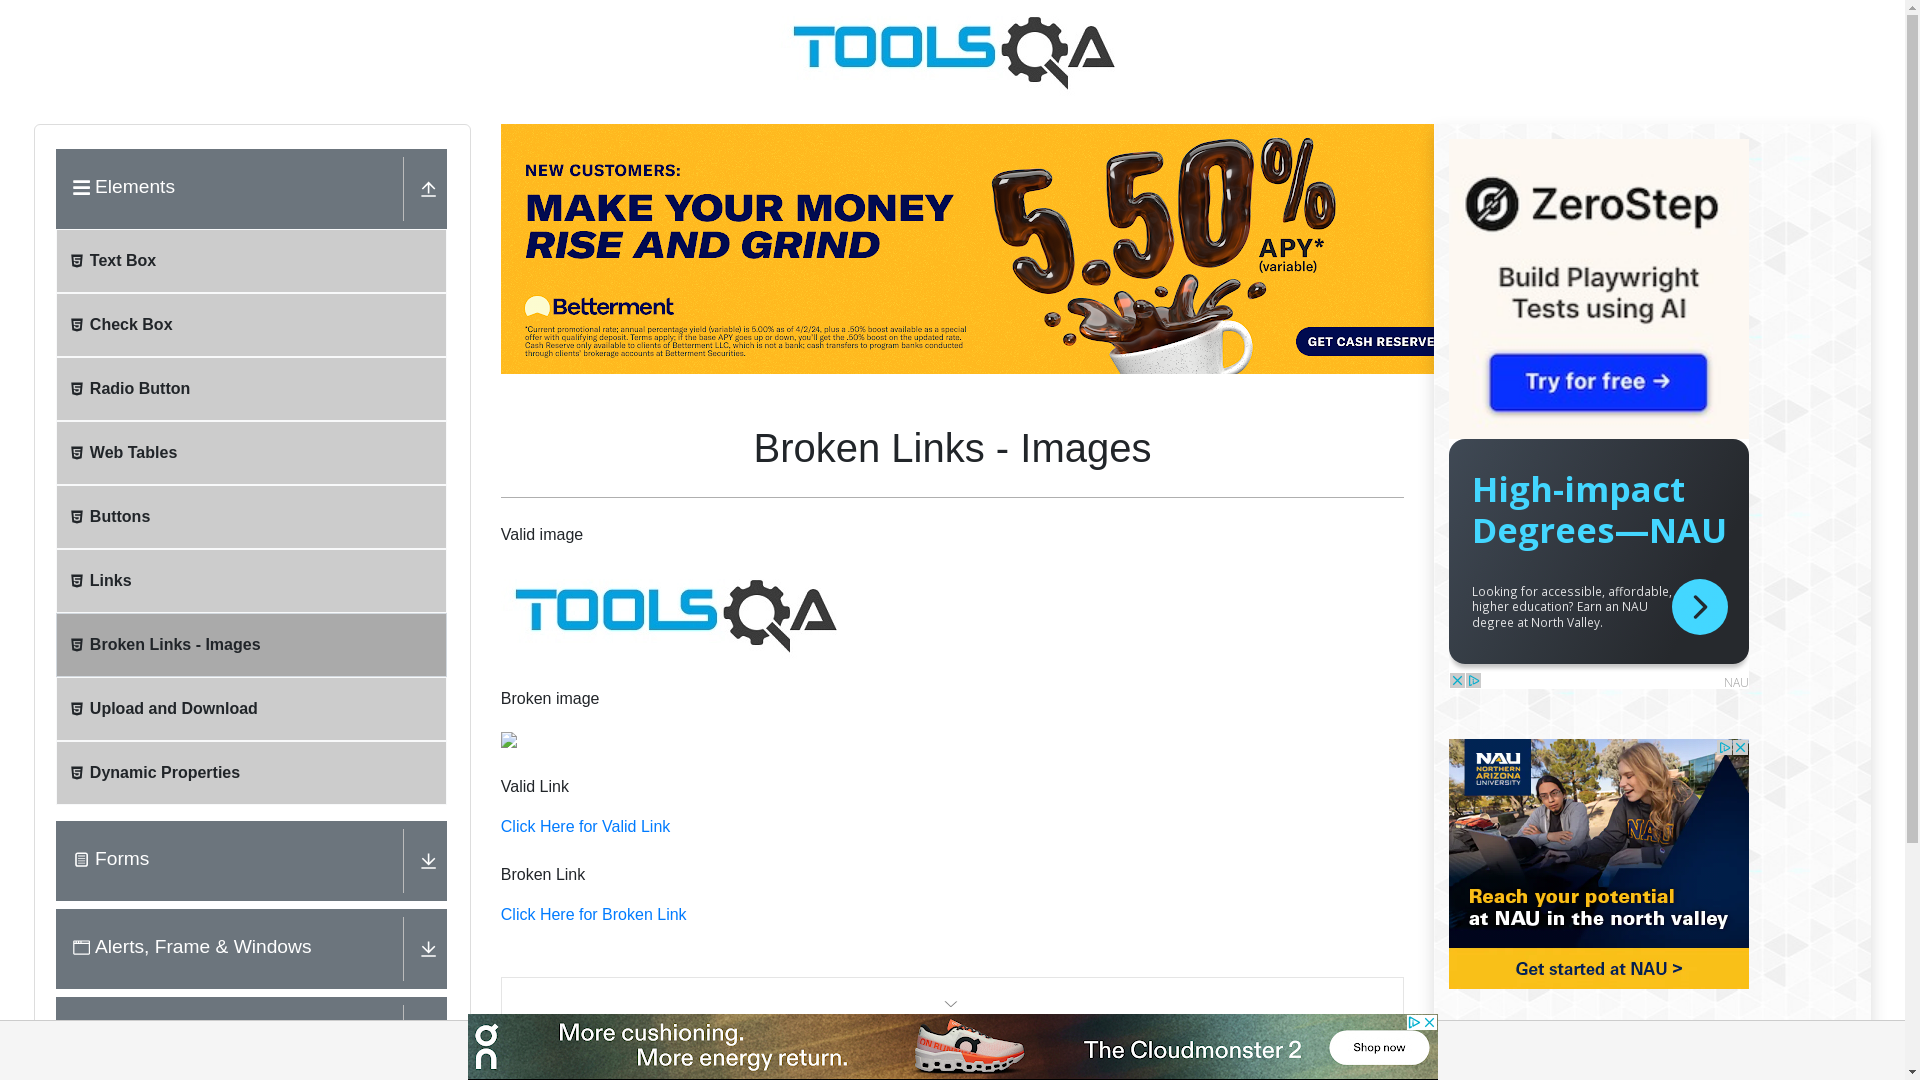 TOOLSQA
Elements
Text Box
Check Box
Radio Button
Web Tables
Buttons
Links
Broken Links - Images
Upload and Download
Dynamic Properties
Forms
Alerts, Frame & Windows
NEW CUSTOMERS:
MAKE YOUR MONEY
RISE AND GRIND
5.50%
APY*
(variable)
Betterment
*Current promotional rate; annual percentage yield (variable) is 5.00% as of 4/2/24, plus a .50% boost available as a special
offer with qualifying deposit. Terms apply; if the base APY goes up or down, you'll get the .50% boost on the updated rate.
Cash Reserve only available to clients of Betterment LLC, which is not a bank; cash transfers to program banks conducted
through clients' brokerage accounts at Betterment Securities.
GET CASH RESERVE
Broken Links - Images
Valid image
TOOLSQA
Broken image
Valid Link
Click Here for Valid Link
Broken Link
Click Here for Broken Link
ZeroStep
Build Playwright
Tests using AI
Try for free →
High-impact
Degrees—NAU
Looking for accessible, affordable,
higher education? Earn an NAU
degree at North Valley.
NAU
NAU
NORTHERN
ARIZONA
UNIVERSITY
NAU
Reach your potential
at NAU in the north valley
Get started at NAU >
on
More cushioning.
More energy return.
The Cloudmonster 2
Shop now